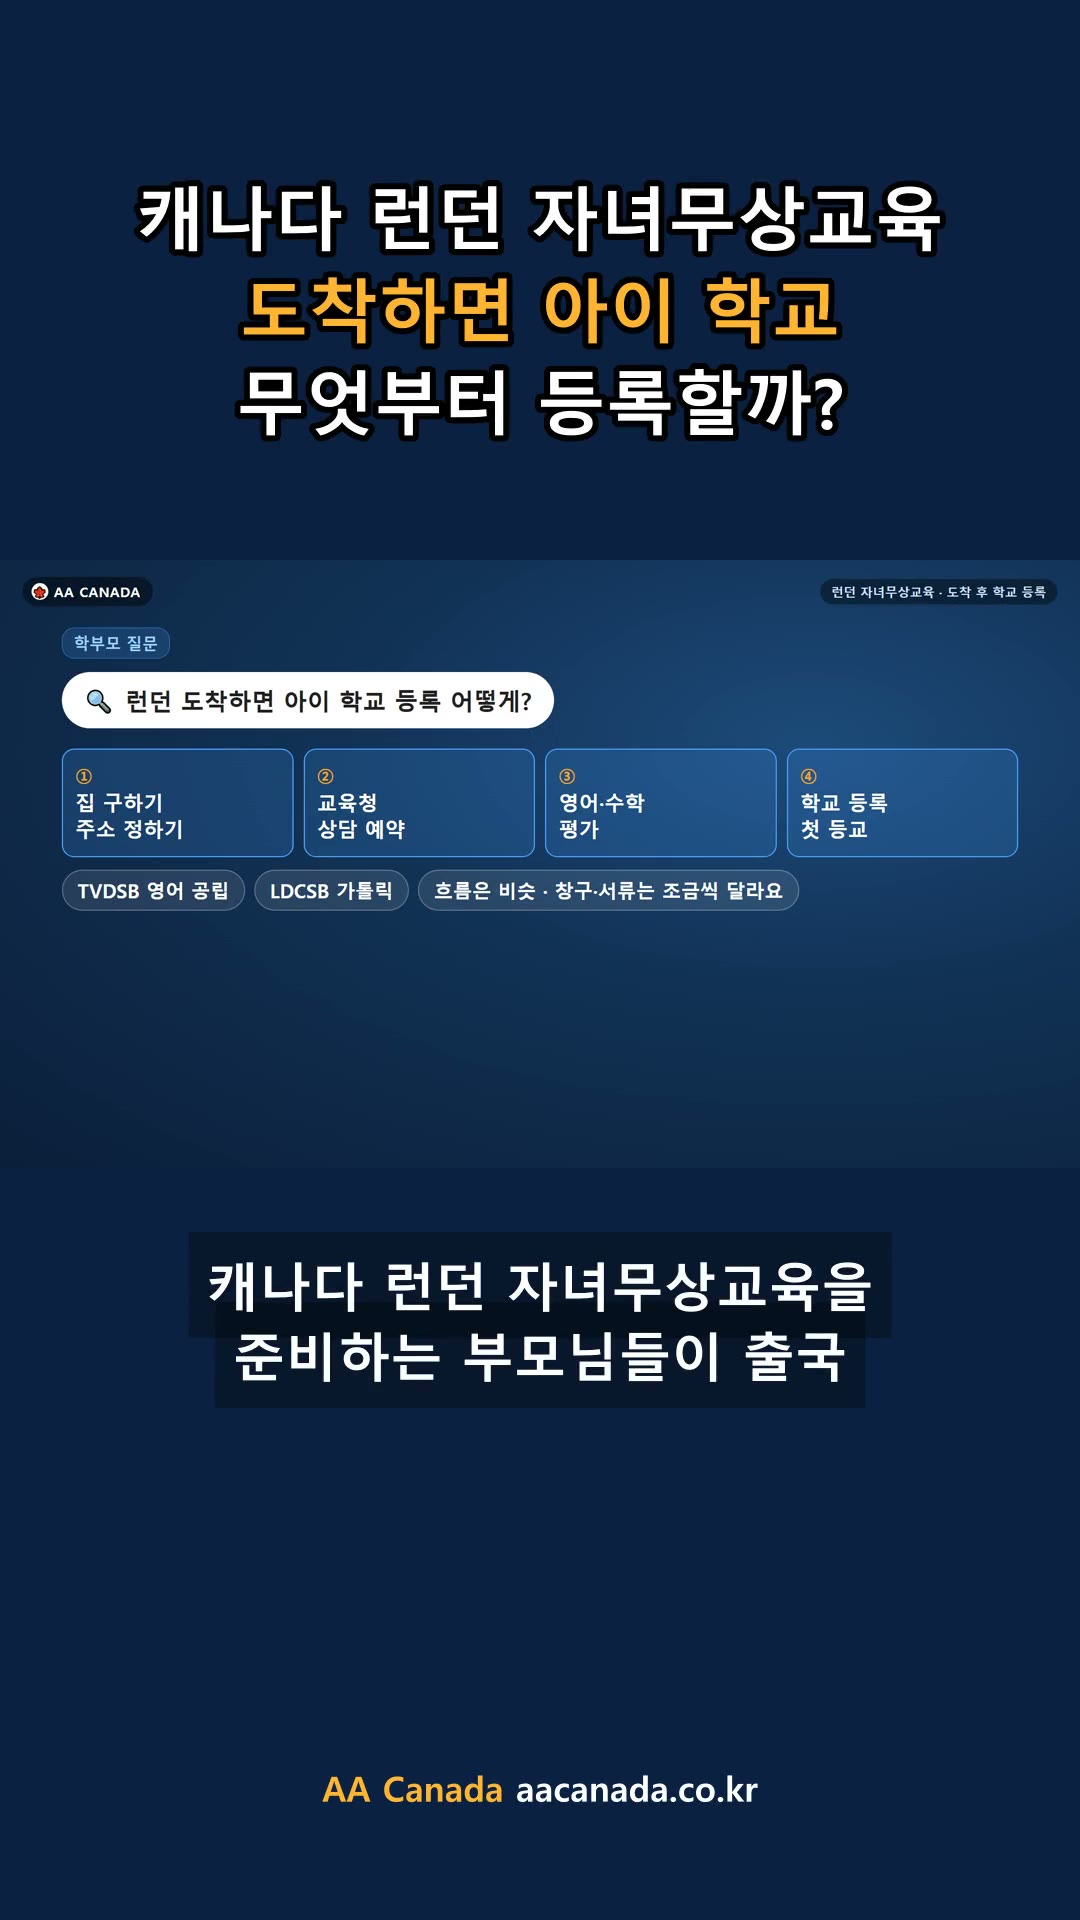 캐나다 런던 자녀무상교육
도착하면 아이 학교
무엇부터 등록할까?
AA CANADA
런던 자녀무상교육 · 도착 후 학교 등록
학부모 질문
런던 도착하면 아이 학교 등록 어떻게?
①
집 구하기
주소 정하기
②
교육청
상담 예약
③
영어·수학
평가
④
학교 등록
첫 등교
TVDSB 영어 공립
LDCSB 가톨릭
흐름은 비슷 · 창구·서류는 조금씩 달라요
캐나다 런던 자녀무상교육을
준비하는 부모님들이 출국
AA Canada aacanada.co.kr